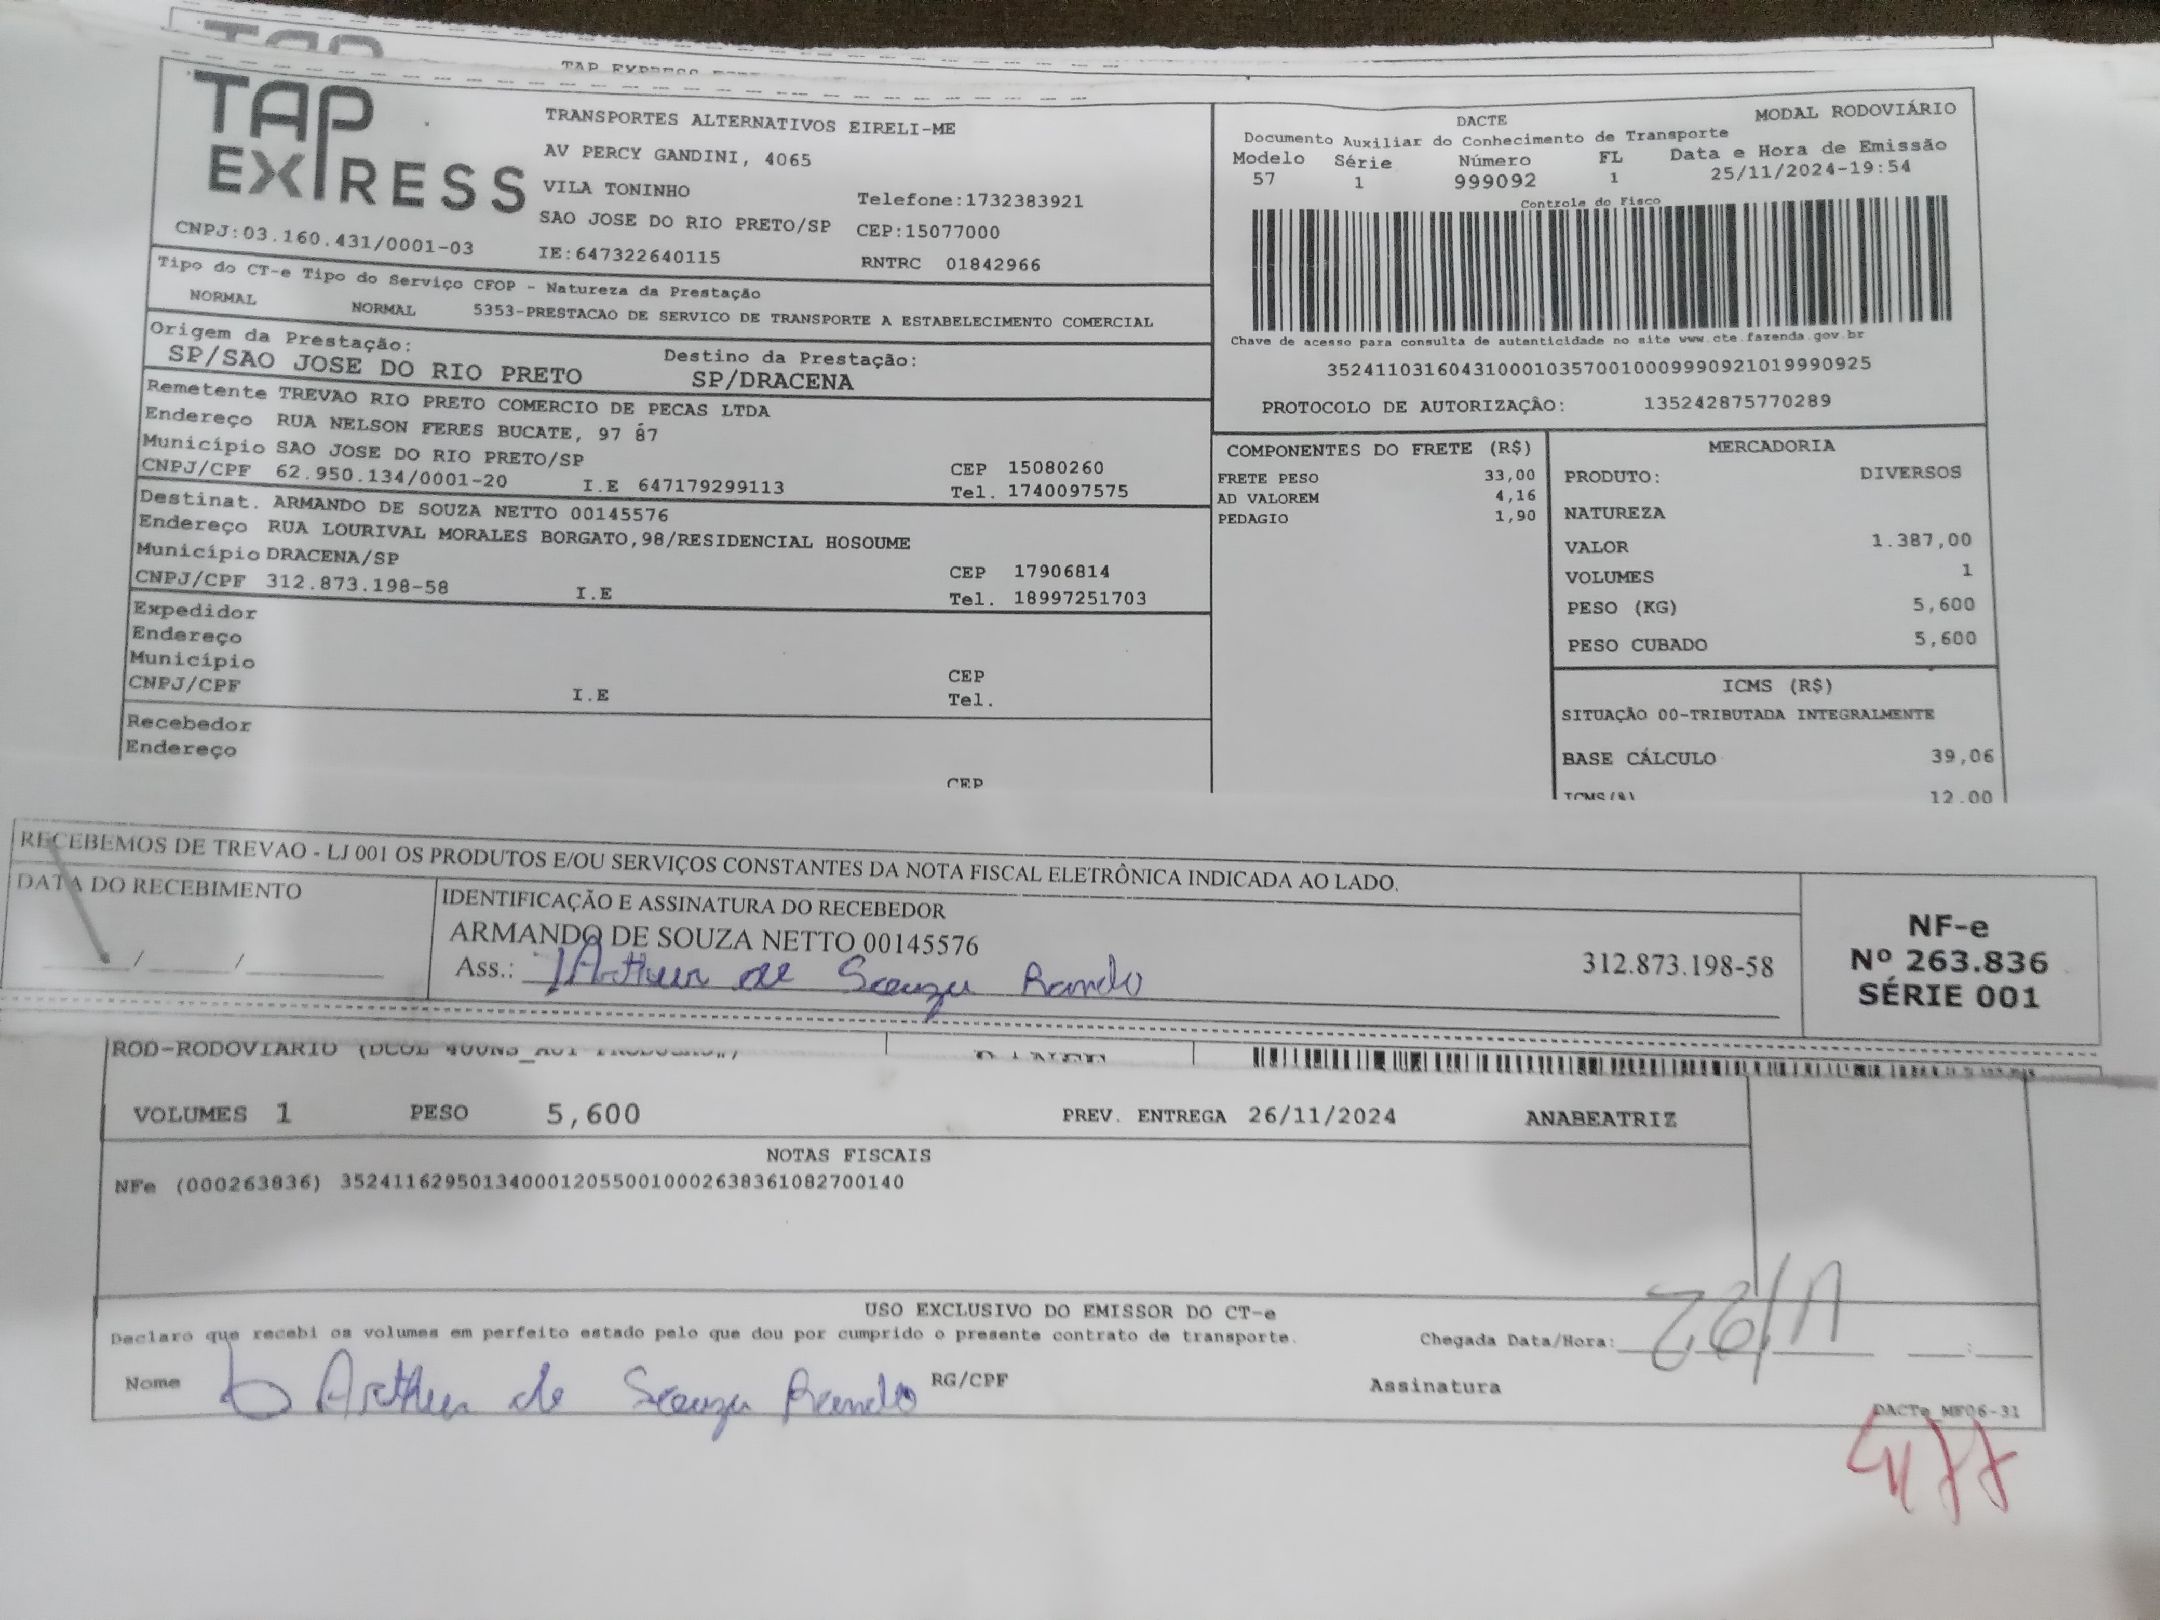 TAP
TAP EXPRESS
TAP EXPRESS
TRANSPORTES ALTERNATIVOS EIRELI-ME
AV PERCY GANDINI, 4065
VILA TONINHO Telefone:1732383921
SAO JOSE DO RIO PRETO/SP CEP:15077000
CNPJ:03.160.431/0001-03 IE:647322640115 RNTRC 01842966
DACTE MODAL RODOVIÁRIO
Documento Auxiliar do Conhecimento de Transporte
Modelo Série Número FL Data e Hora de Emissão
57 1 999092 1 25/11/2024-19:54
Controle do Fisco
Chave de acesso para consulta de autenticidade no site www.cte.fazenda.gov.br
35241103160431000103570010009990921019990925
PROTOCOLO DE AUTORIZAÇÃO: 135242875770289
Tipo do CT-e Tipo do Serviço CFOP - Natureza da Prestação
NORMAL NORMAL 5353-PRESTACAO DE SERVICO DE TRANSPORTE A ESTABELECIMENTO COMERCIAL
Origem da Prestação: Destino da Prestação:
SP/SAO JOSE DO RIO PRETO SP/DRACENA
Remetente TREVAO RIO PRETO COMERCIO DE PECAS LTDA
Endereço RUA NELSON FERES BUCATE, 97 87
Município SAO JOSE DO RIO PRETO/SP CEP 15080260
CNPJ/CPF 62.950.134/0001-20 I.E 647179299113 Tel. 1740097575
Destinat. ARMANDO DE SOUZA NETTO 00145576
Endereço RUA LOURIVAL MORALES BORGATO,98/RESIDENCIAL HOSOUME
Município DRACENA/SP CEP 17906814
CNPJ/CPF 312.873.198-58 I.E Tel. 18997251703
Expedidor
Endereço
Município CEP
CNPJ/CPF I.E Tel.
Recebedor
Endereço
CEP
COMPONENTES DO FRETE (R$)
FRETE PESO 33,00
AD VALOREM 4,16
PEDAGIO 1,90
MERCADORIA
PRODUTO: DIVERSOS
NATUREZA
VALOR 1.387,00
VOLUMES 1
PESO (KG) 5,600
PESO CUBADO 5,600
ICMS (R$)
SITUAÇÃO 00-TRIBUTADA INTEGRALMENTE
BASE CÁLCULO 39,06
ICMS(%) 12.00
RECEBEMOS DE TREVAO - LJ 001 OS PRODUTOS E/OU SERVIÇOS CONSTANTES DA NOTA FISCAL ELETRÔNICA INDICADA AO LADO.
DATA DO RECEBIMENTO
___/___/___
IDENTIFICAÇÃO E ASSINATURA DO RECEBEDOR
ARMANDO DE SOUZA NETTO 00145576 312.873.198-58
Ass.: Arthur de Souza Rando
NF-e
Nº 263.836
SÉRIE 001
ROD-RODOVIARIO
VOLUMES 1 PESO 5,600 PREV. ENTREGA 26/11/2024 ANABEATRIZ
NOTAS FISCAIS
NFe (000263836) 35241162950134000120550010002638361082700140
USO EXCLUSIVO DO EMISSOR DO CT-e
Declaro que recebi os volumes em perfeito estado pelo que dou por cumprido o presente contrato de transporte.
Chegada Data/Hora: 26/11
Nome Arthur de Souza Rando RG/CPF Assinatura
DACTe_MF06-31